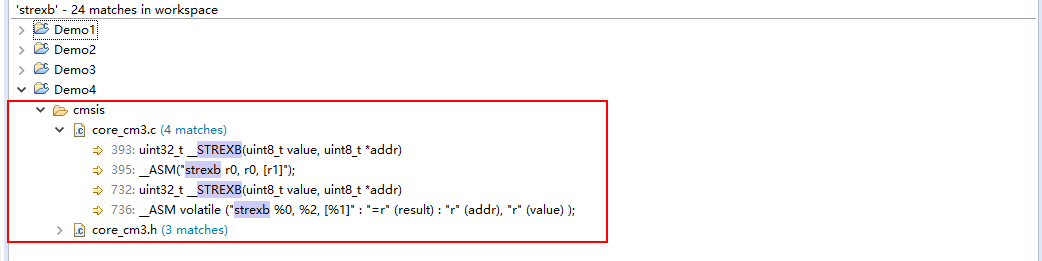 'strexb' - 24 matches in workspace
Demo1
Demo2
Demo3
Demo4
cmsis
core_cm3.c (4 matches)
393: uint32_t __STREXB(uint8_t value, uint8_t *addr)
395: __ASM("strexb r0, r0, [r1]");
732: uint32_t __STREXB(uint8_t value, uint8_t *addr)
736: __ASM volatile ("strexb %0, %2, [%1]" : "=r" (result) : "r" (addr), "r" (value) );
core_cm3.h (3 matches)